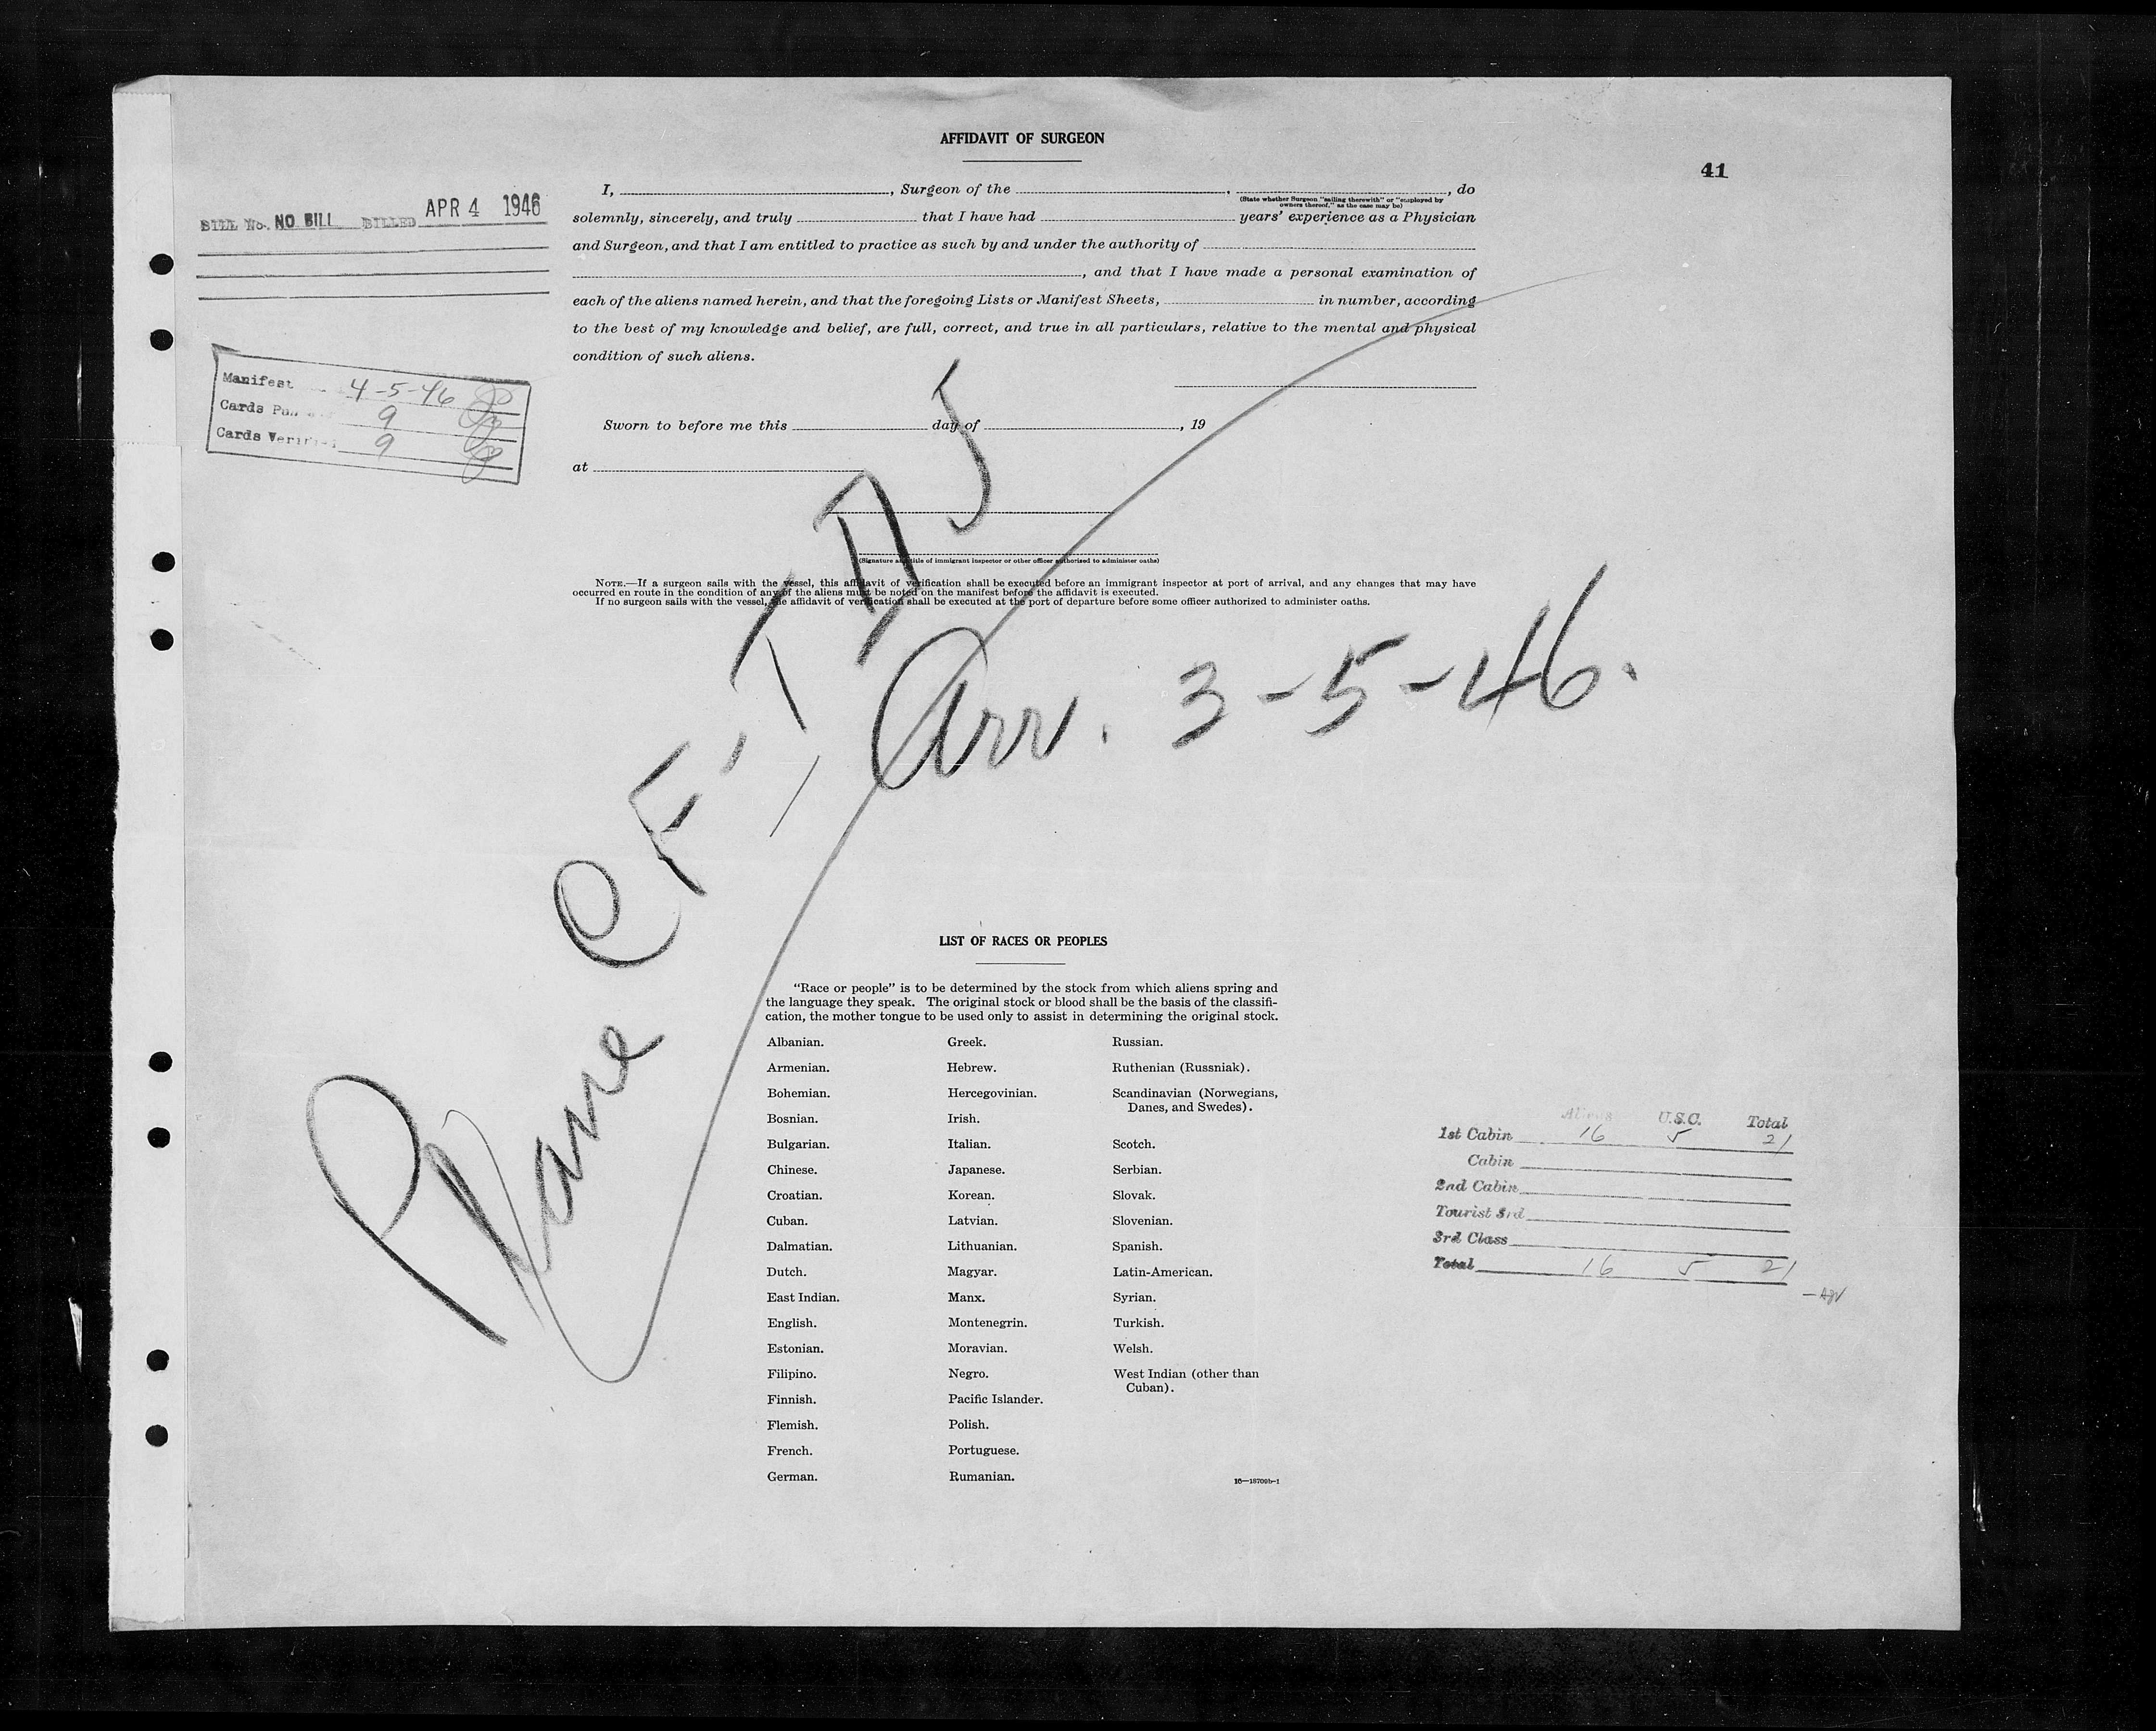 AFFIDAVIT OF SURGEON
41
I, , Surgeon of the , , do
(State whether Surgeon "sailing therewith" or "employed by owners thereof," as the case may be)
solemnly, sincerely, and truly that I have had years' experience as a Physician
and Surgeon, and that I am entitled to practice as such by and under the authority of
, and that I have made a personal examination of
each of the aliens named herein, and that the foregoing Lists or Manifest Sheets, in number, according
to the best of my knowledge and belief, are full, correct, and true in all particulars, relative to the mental and physical
condition of such aliens.
BILL No. NO BILL BILLED APR 4 1946
Manifest 4-5-46
Cards 9
Cards Verified 9
Sworn to before me this day of , 19
at
(Signature and title of immigrant inspector or other officer authorized to administer oaths)
NOTE.—If a surgeon sails with the vessel, this affidavit of verification shall be executed before an immigrant inspector at port of arrival, and any changes that may have
occurred en route in the condition of any of the aliens must be noted on the manifest before the affidavit is executed.
If no surgeon sails with the vessel, the affidavit of verification shall be executed at the port of departure before some officer authorized to administer oaths.
Plane CF-TDJ
Arr. 3-5-46.
LIST OF RACES OR PEOPLES
"Race or people" is to be determined by the stock from which aliens spring and
the language they speak. The original stock or blood shall be the basis of the classifi-
cation, the mother tongue to be used only to assist in determining the original stock.
Albanian.
Armenian.
Bohemian.
Bosnian.
Bulgarian.
Chinese.
Croatian.
Cuban.
Dalmatian.
Dutch.
East Indian.
English.
Estonian.
Filipino.
Finnish.
Flemish.
French.
German.
Greek.
Hebrew.
Hercegovinian.
Irish.
Italian.
Japanese.
Korean.
Latvian.
Lithuanian.
Magyar.
Manx.
Montenegrin.
Moravian.
Negro.
Pacific Islander.
Polish.
Portuguese.
Rumanian.
Russian.
Ruthenian (Russniak).
Scandinavian (Norwegians,
Danes, and Swedes).
Scotch.
Serbian.
Slovak.
Slovenian.
Spanish.
Latin-American.
Syrian.
Turkish.
Welsh.
West Indian (other than
Cuban).
16—18709b-1
Aliens U.S.C. Total
1st Cabin 16 5 21
Cabin
2nd Cabin
Tourist 3rd
3rd Class
Total 16 5 21